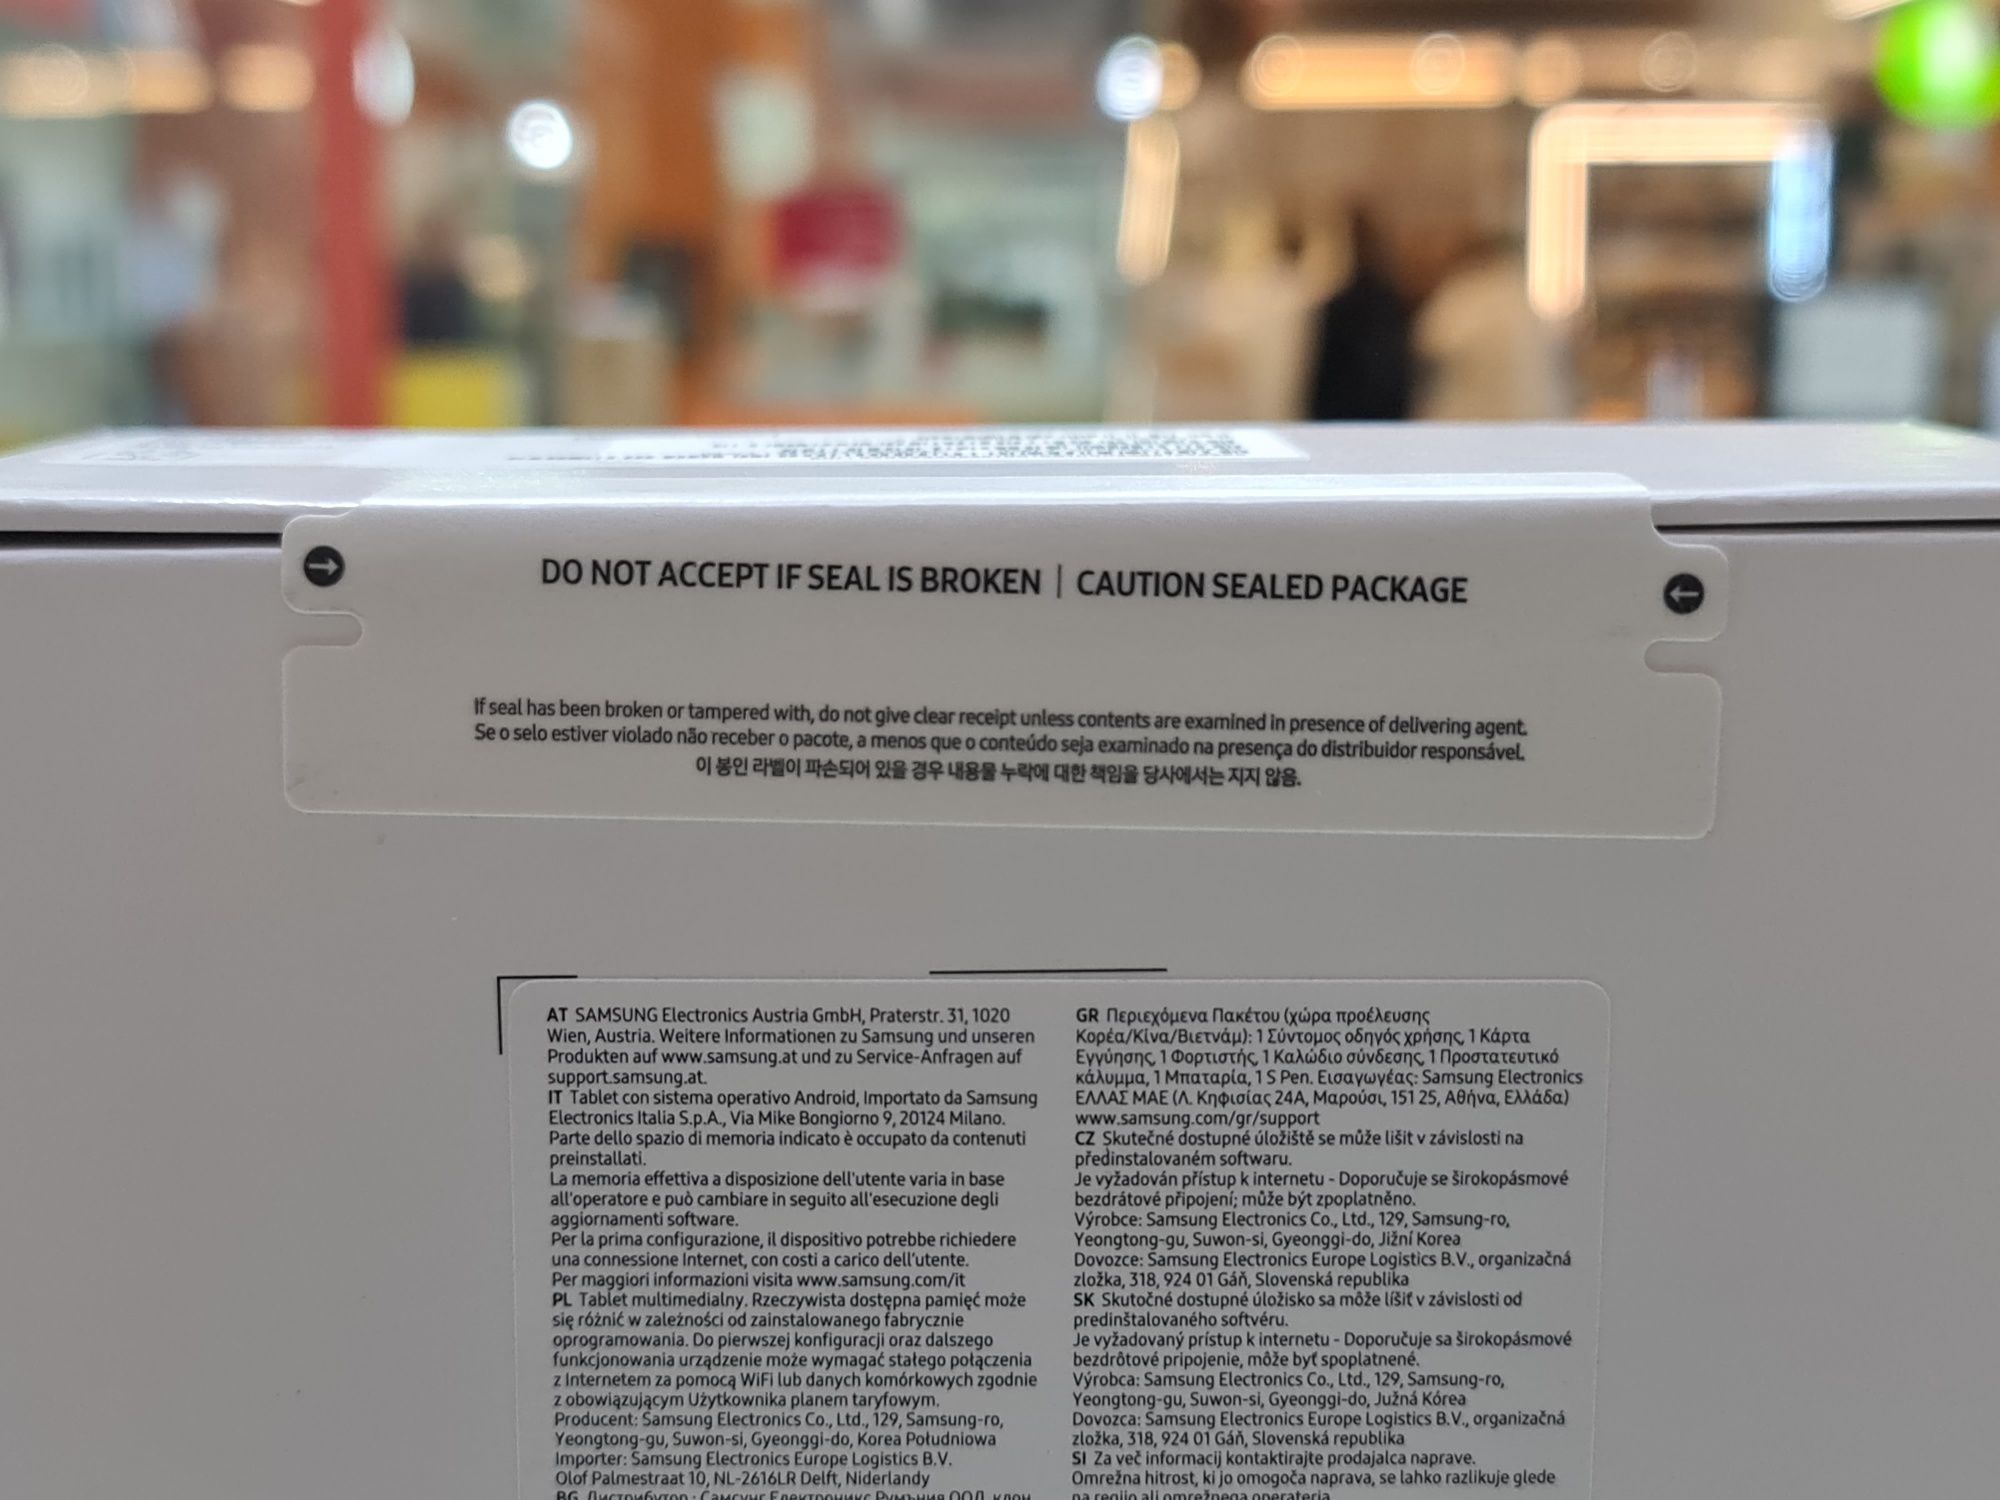 DO NOT ACCEPT IF SEAL IS BROKEN | CAUTION SEALED PACKAGE
If seal has been broken or tampered with, do not give clear receipt unless contents are examined in presence of delivering agent.
Se o selo estiver violado não receber o pacote, a menos que o conteúdo seja examinado na presença do distribuidor responsável.
이 봉인 라벨이 파손되어 있을 경우 내용물 누락에 대한 책임을 당사에서는 지지 않음.
AT SAMSUNG Electronics Austria GmbH, Praterstr. 31, 1020
Wien, Austria. Weitere Informationen zu Samsung und unseren
Produkten auf www.samsung.at und zu Service-Anfragen auf
support.samsung.at.
IT Tablet con sistema operativo Android, Importato da Samsung
Electronics Italia S.p.A., Via Mike Bongiorno 9, 20124 Milano.
Parte dello spazio di memoria indicato è occupato da contenuti
preinstallati.
La memoria effettiva a disposizione dell'utente varia in base
all'operatore e può cambiare in seguito all'esecuzione degli
aggiornamenti software.
Per la prima configurazione, il dispositivo potrebbe richiedere
una connessione Internet, con costi a carico dell'utente.
Per maggiori informazioni visita www.samsung.com/it
PL Tablet multimedialny. Rzeczywista dostępna pamięć może
się różnić w zależności od zainstalowanego fabrycznie
oprogramowania. Do pierwszej konfiguracji oraz dalszego
funkcjonowania urządzenie może wymagać stałego połączenia
z Internetem za pomocą WiFi lub danych komórkowych zgodnie
z obowiązującym Użytkownika planem taryfowym.
Producent: Samsung Electronics Co., Ltd., 129, Samsung-ro,
Yeongtong-gu, Suwon-si, Gyeonggi-do, Korea Południowa
Importer: Samsung Electronics Europe Logistics B.V.
Olof Palmestraat 10, NL-2616LR Delft, Niderlandy
BG Дистрибутор: Самсунг Електроникс Румъния ООД, клон
GR Περιεχόμενα Πακέτου (χώρα προέλευσης
Κορέα/Κίνα/Βιετνάμ): 1 Σύντομος οδηγός χρήσης, 1 Κάρτα
Εγγύησης, 1 Φορτιστής, 1 Καλώδιο σύνδεσης, 1 Προστατευτικό
κάλυμμα, 1 Μπαταρία, 1 S Pen. Εισαγωγέας: Samsung Electronics
ΕΛΛΑΣ ΜΑΕ (Λ. Κηφισίας 24Α, Μαρούσι, 151 25, Αθήνα, Ελλάδα)
www.samsung.com/gr/support
CZ Skutečné dostupné úložiště se může lišit v závislosti na
předinstalovaném softwaru.
Je vyžadován přístup k internetu - Doporučuje se širokopásmové
bezdrátové připojení; může být zpoplatněno.
Výrobce: Samsung Electronics Co., Ltd., 129, Samsung-ro,
Yeongtong-gu, Suwon-si, Gyeonggi-do, Jižní Korea
Dovozce: Samsung Electronics Europe Logistics B.V., organizačná
zložka, 318, 924 01 Gáň, Slovenská republika
SK Skutočné dostupné úložisko sa môže líšiť v závislosti od
predinštalovaného softvéru.
Je vyžadovaný prístup k internetu - Doporučuje sa širokopásmové
bezdrôtové pripojenie, môže byť spoplatnené.
Výrobca: Samsung Electronics Co., Ltd., 129, Samsung-ro,
Yeongtong-gu, Suwon-si, Gyeonggi-do, Južná Kórea
Dovozca: Samsung Electronics Europe Logistics B.V., organizačná
zložka, 318, 924 01 Gáň, Slovenská republika
SI Za več informacij kontaktirajte prodajalca naprave.
Omrežna hitrost, ki jo omogoča naprava, se lahko razlikuje glede
na regijo ali omrežnega operaterja.